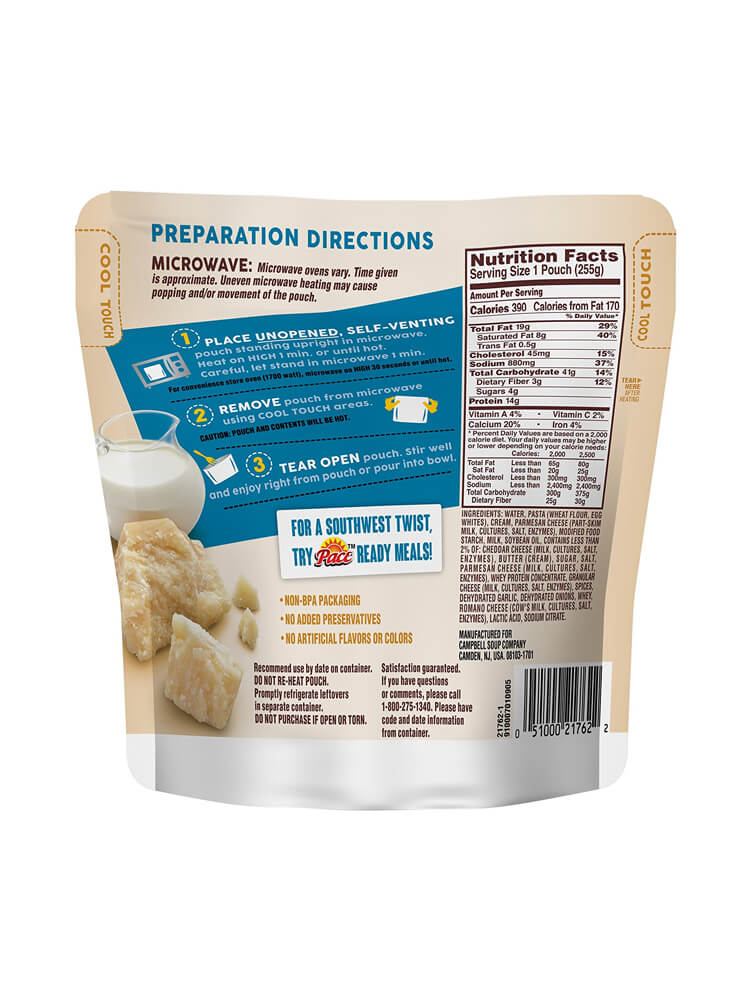 PREPARATION DIRECTIONS
MICROWAVE: Microwave ovens vary. Time given
is approximate. Uneven microwave heating may cause
popping and/or movement of the pouch.
COOL TOUCH
1 PLACE UNOPENED, SELF-VENTING
pouch standing upright in microwave.
Heat on HIGH 1 min. or until hot.
Careful, let stand in microwave 1 min.
For convenience store oven (1700 watt), microwave on HIGH 30 seconds or until hot.
2 REMOVE pouch from microwave
using COOL TOUCH areas.
CAUTION: POUCH AND CONTENTS WILL BE HOT.
3 TEAR OPEN pouch. Stir well
and enjoy right from pouch or pour into bowl.
FOR A SOUTHWEST TWIST,
TRY Pace™ READY MEALS!
• NON-BPA PACKAGING
• NO ADDED PRESERVATIVES
• NO ARTIFICIAL FLAVORS OR COLORS
Recommend use by date on container.
DO NOT RE-HEAT POUCH.
Promptly refrigerate leftovers
in separate container.
DO NOT PURCHASE IF OPEN OR TORN.
Satisfaction guaranteed.
If you have questions
or comments, please call
1-800-275-1340. Please have
code and date information
from container.
Nutrition Facts
Serving Size 1 Pouch (255g)
Amount Per Serving
Calories 390 Calories from Fat 170
% Daily Value*
Total Fat 19g 29%
Saturated Fat 8g 40%
Trans Fat 0.5g
Cholesterol 45mg 15%
Sodium 880mg 37%
Total Carbohydrate 41g 14%
Dietary Fiber 3g 12%
Sugars 4g
Protein 14g
Vitamin A 4% • Vitamin C 2%
Calcium 20% • Iron 4%
* Percent Daily Values are based on a 2,000
calorie diet. Your daily values may be higher
or lower depending on your calorie needs.
Calories: 2,000 2,500
Total Fat Less than 65g 80g
Sat Fat Less than 20g 25g
Cholesterol Less than 300mg 300mg
Sodium Less than 2,400mg 2,400mg
Total Carbohydrate 300g 375g
Dietary Fiber 25g 30g
COOL TOUCH
TEAR
HERE
AFTER
HEATING
INGREDIENTS: WATER, PASTA (WHEAT FLOUR, EGG
WHITES), CREAM, PARMESAN CHEESE (PART-SKIM
MILK, CULTURES, SALT, ENZYMES), MODIFIED FOOD
STARCH, MILK, SOYBEAN OIL. CONTAINS LESS THAN
2% OF: CHEDDAR CHEESE (MILK, CULTURES, SALT,
ENZYMES), BUTTER (CREAM), SUGAR, SALT,
PARMESAN CHEESE (MILK, CULTURES, SALT,
ENZYMES), WHEY PROTEIN CONCENTRATE, GRANULAR
CHEESE (MILK, CULTURES, SALT, ENZYMES), SPICES,
DEHYDRATED GARLIC, DEHYDRATED ONIONS, WHEY,
ROMANO CHEESE (COW'S MILK, CULTURES, SALT,
ENZYMES), LACTIC ACID, SODIUM CITRATE.
MANUFACTURED FOR
CAMPBELL SOUP COMPANY
CAMDEN, NJ, USA. 08103-1701
21762-1
910007010905
0 51000 21762 2